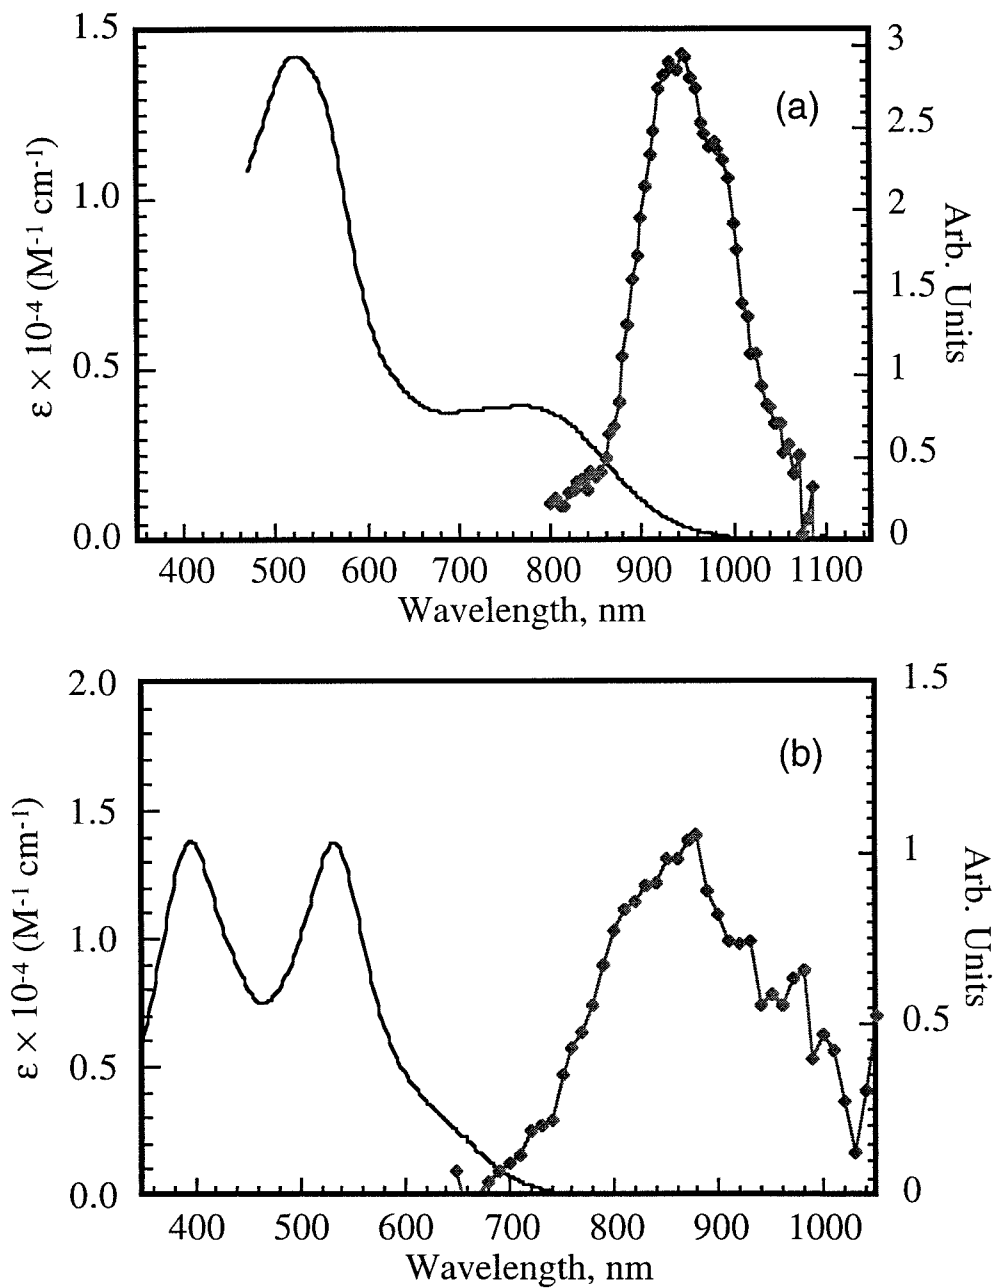 1.5
1.0
0.5
0.0
ε × 10-4 (M-1 cm-1)
(a)
3
2.5
2
1.5
1
0.5
0
Arb. Units
400 500 600 700 800 900 1000 1100
Wavelength, nm
2.0
1.5
1.0
0.5
0.0
ε × 10-4 (M-1 cm-1)
(b)
1.5
1
0.5
0
Arb. Units
400 500 600 700 800 900 1000
Wavelength, nm